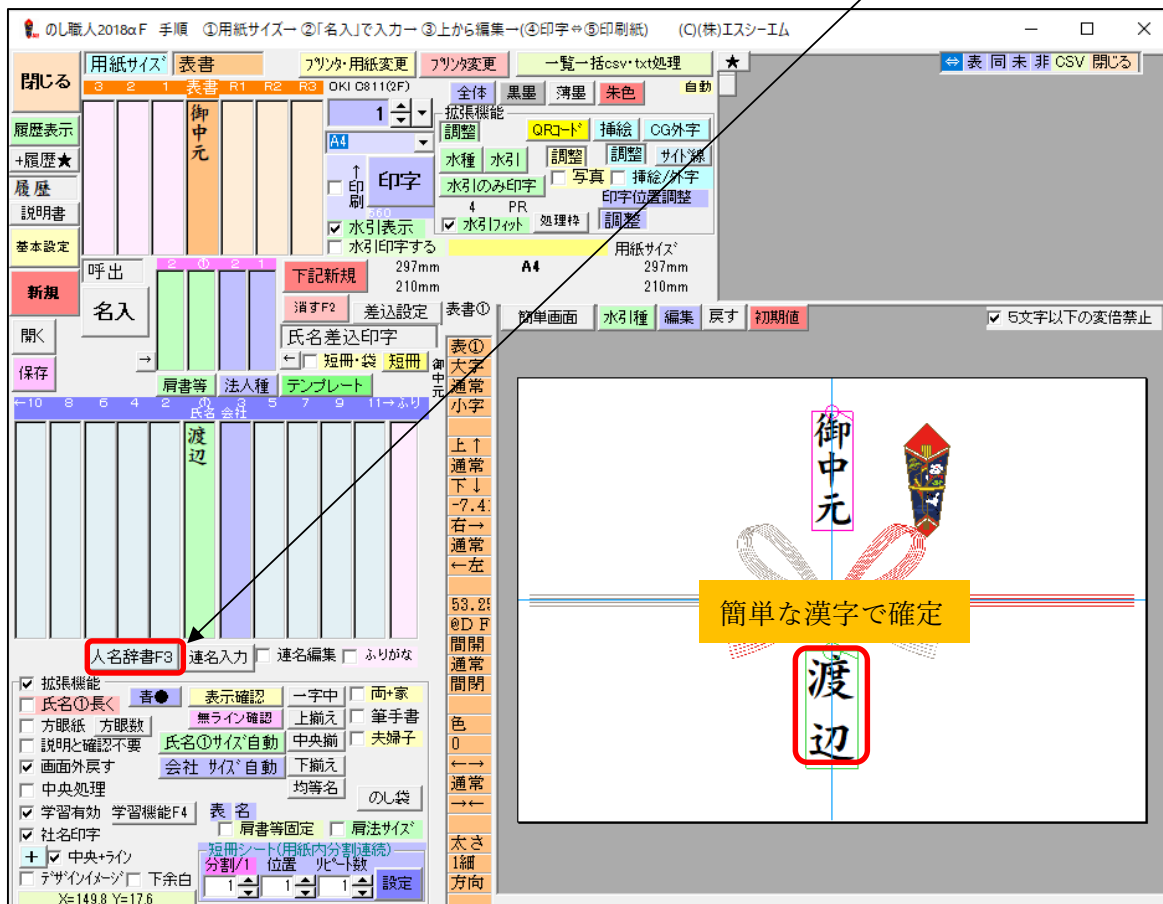 のし職人2018αF 手順 ①用紙サイズ→ ②「名入」で入力→ ③上から編集→(④印字⇔⑤印刷紙) (C)(株)エスシーエム
閉じる
用紙サイズ 表書 プリンタ・用紙変更 プリンタ変更 一覧一括csv・txt処理 ★
⇔ 表 同 未 非 CSV 閉じる
3 2 1 表書 R1 R2 R3 OKI C811(2F)
全体 黒墨 薄墨 朱色 自動
御中元
1
拡張機能
履歴表示
調整 QRコード 挿絵 CG外字
A4
+履歴★
水種 水引 調整 調整 サイド線
履歴
↑印刷 印字
写真 挿絵/外字
水引のみ印字
印字位置調整
説明書
4 PR
水引表示
水引フィット 処理枠 調整
基本設定
水引印字する
用紙サイズ
呼出
2 ① 2 1
下記新規
297mm A4 297mm
210mm 210mm
新規
名入
消すF2 差込設定
表書①
簡単画面 水引種 編集 戻す 初期値 5文字以下の変倍禁止
開く
氏名差込印字
→
← 短冊・袋 短冊
御中元
保存
肩書等 法人種 テンプレート
←10 8 6 4 2 ① 3 5 7 9 11→ふり
氏名 会社
渡辺
表①
大字
通常
小字
上↑
通常
下↓
-7.4
右→
通常
←左
53.2
@D F
間開
通常
間閉
色
0
←→
通常
→←
太さ
1細
方向
御中元
簡単な漢字で確定
渡辺
人名辞書F3 連名入力 連名編集 ふりがな
拡張機能
氏名①長く 青● 表示確認 一字中 両+家
方眼紙 方眼数 無ライン確認 上揃え 筆手書
説明と確認不要 氏名①サイズ自動 中央揃 夫婦子
画面外戻す 会社 サイズ自動 下揃え
中央処理 均等名 のし袋
学習有効 学習機能F4 表 名
社名印字 肩書等固定 肩法サイズ
+ 中央+ライン
短冊シート(用紙内分割連続)
分割/1 位置 リピート数
デザインイメージ 下余白
1 1 1 設定
X=149.8 Y=17.6